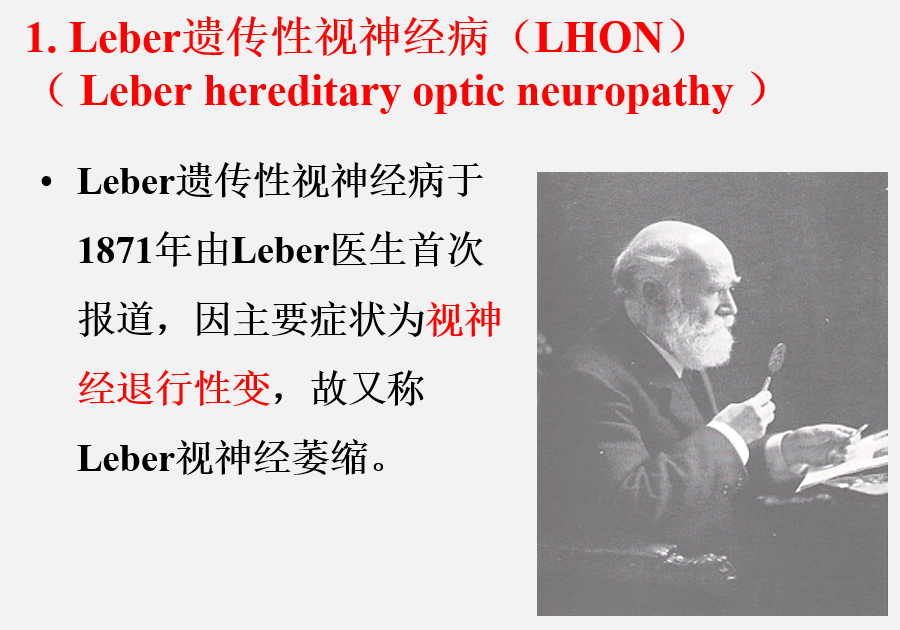 1. Leber遗传性视神经病（LHON）
（ Leber hereditary optic neuropathy ）
• Leber遗传性视神经病于
1871年由Leber医生首次
报道，因主要症状为视神
经退行性变，故又称
Leber视神经萎缩。